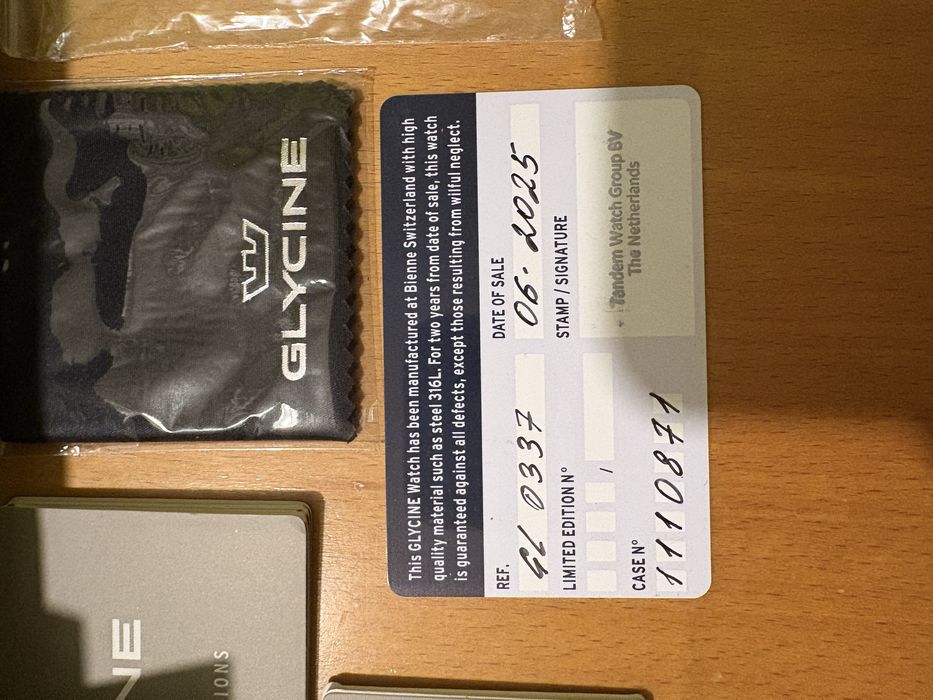 GLYCINE
This GLYCINE Watch has been manufactured at Bienne Switzerland with high
quality material such as steel 316L. For two years from date of sale, this watch
is guaranteed against all defects, except those resulting from wilful neglect.
REF.
GL 0337
DATE OF SALE
06 - 2025
LIMITED EDITION N°
/
STAMP / SIGNATURE
Tandem Watch Group BV
The Netherlands
CASE N°
1110871
NE
IONS